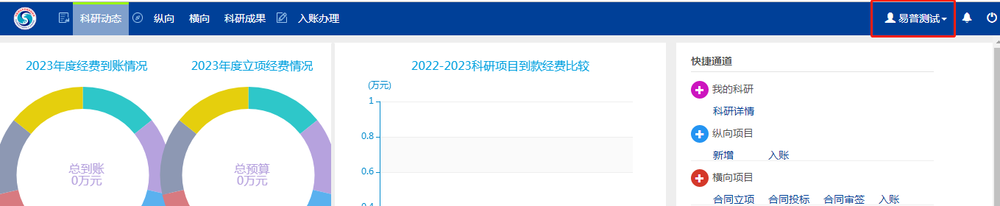 科研动态 纵向 横向 科研成果 入账办理 易普测试
2023年度经费到账情况 2023年度立项经费情况
总到账
0万元
总预算
0万元
2022-2023科研项目到款经费比较
(万元)
1
0.8
0.6
0.4
快捷通道
我的科研
科研详情
纵向项目
新增 入账
横向项目
合同立项 合同投标 合同审签 入账